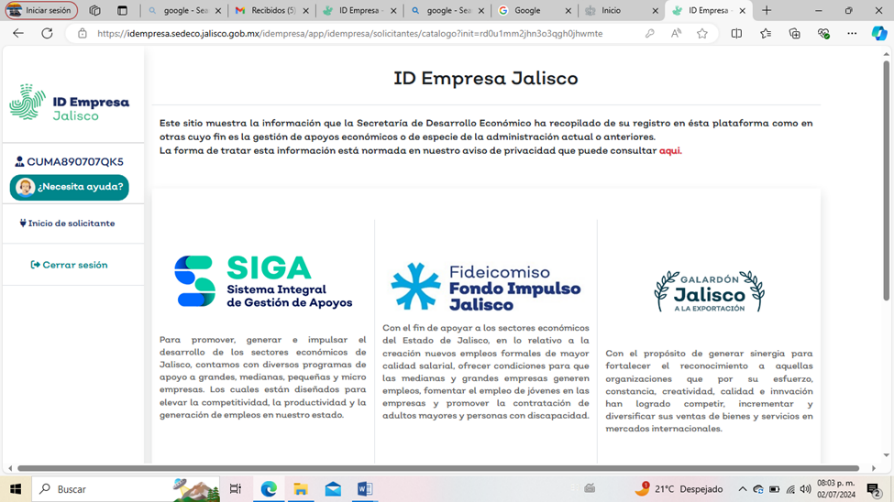 Iniciar sesión
google - Sea
Recibidos (5)
ID Empresa -
google - Sea
Google
Inicio
ID Empresa -
https://idempresa.sedeco.jalisco.gob.mx/idempresa/app/idempresa/solicitantes/catalogo?init=rd0u1mm2jhn3o3qgh0jhwmte
ID Empresa
Jalisco
CUMA890707QK5
¿Necesita ayuda?
Inicio de solicitante
Cerrar sesión
ID Empresa Jalisco
Este sitio muestra la información que la Secretaría de Desarrollo Económico ha recopilado de su registro en ésta plataforma como en
otras cuyo fin es la gestión de apoyos económicos o de especie de la administración actual o anteriores.
La forma de tratar esta información está normada en nuestro aviso de privacidad que puede consultar aquí.
SIGA
Sistema Integral
de Gestión de Apoyos
Para promover, generar e impulsar el
desarrollo de los sectores económicos de
Jalisco, contamos con diversos programas de
apoyo a grandes, medianas, pequeñas y micro
empresas. Los cuales están diseñados para
elevar la competitividad, la productividad y la
generación de empleos en nuestro estado.
Fideicomiso
Fondo Impulso
Jalisco
Con el fin de apoyar a los sectores económicos
del Estado de Jalisco, en lo relativo a la
creación nuevos empleos formales de mayor
calidad salarial, ofrecer condiciones para que
las medianas y grandes empresas generen
empleos, fomentar el empleo de jóvenes en las
empresas y promover la contratación de
adultos mayores y personas con discapacidad.
GALARDÓN
Jalisco
A LA EXPORTACIÓN
Con el propósito de generar sinergia para
fortalecer el reconocimiento a aquellas
organizaciones que por su esfuerzo,
constancia, creatividad, calidad e innvación
han logrado competir, incrementar y
diversificar sus ventas de bienes y servicios en
mercados internacionales.
Buscar
21°C Despejado
08:03 p. m.
02/07/2024
2